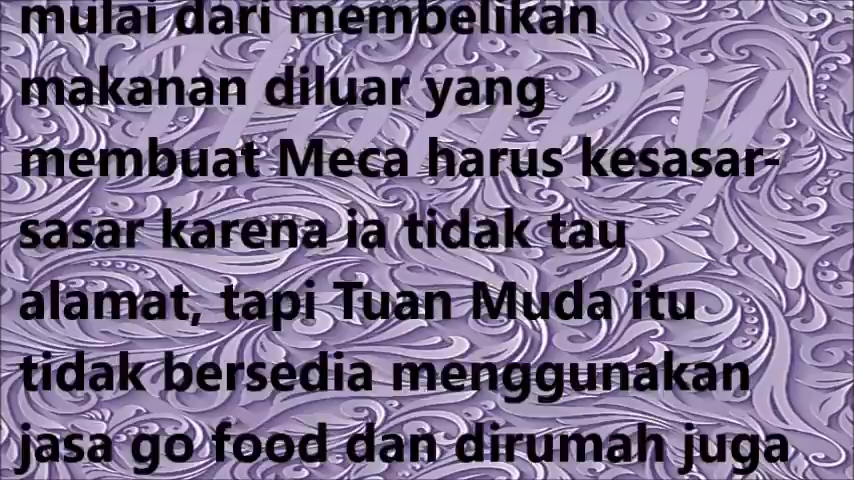 mulai dari membelikan
makanan diluar yang
membuat Meca harus kesasar-
sasar karena ia tidak tau
alamat, tapi Tuan Muda itu
tidak bersedia menggunakan
jasa go food dan dirumah juga